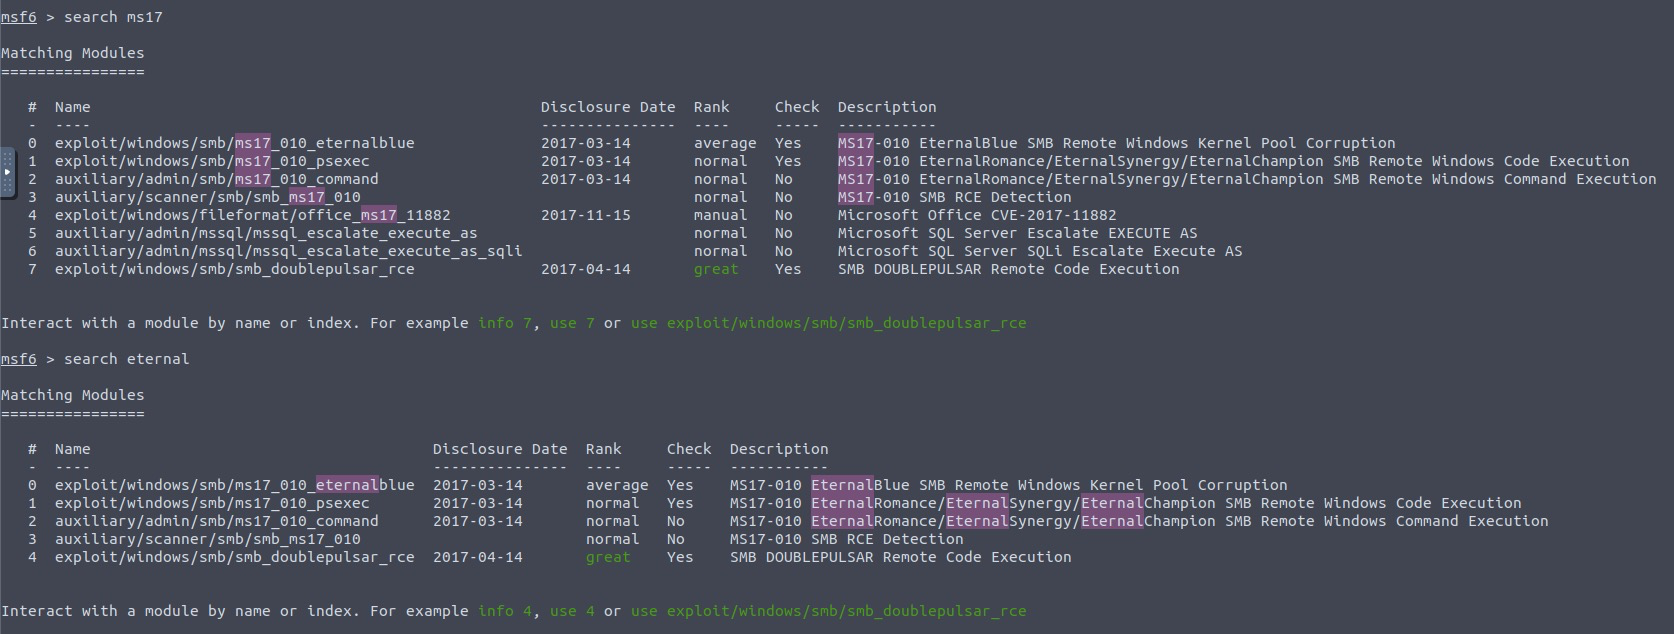 msf6 > search ms17
Matching Modules
================
# Name Disclosure Date Rank Check Description
- ---- --------------- ---- ----- -----------
0 exploit/windows/smb/ms17_010_eternalblue 2017-03-14 average Yes MS17-010 EternalBlue SMB Remote Windows Kernel Pool Corruption
1 exploit/windows/smb/ms17_010_psexec 2017-03-14 normal Yes MS17-010 EternalRomance/EternalSynergy/EternalChampion SMB Remote Windows Code Execution
2 auxiliary/admin/smb/ms17_010_command 2017-03-14 normal No MS17-010 EternalRomance/EternalSynergy/EternalChampion SMB Remote Windows Command Execution
3 auxiliary/scanner/smb/smb_ms17_010 normal No MS17-010 SMB RCE Detection
4 exploit/windows/fileformat/office_ms17_11882 2017-11-15 manual No Microsoft Office CVE-2017-11882
5 auxiliary/admin/mssql/mssql_escalate_execute_as normal No Microsoft SQL Server Escalate EXECUTE AS
6 auxiliary/admin/mssql/mssql_escalate_execute_as_sqli normal No Microsoft SQL Server SQLi Escalate Execute AS
7 exploit/windows/smb/smb_doublepulsar_rce 2017-04-14 great Yes SMB DOUBLEPULSAR Remote Code Execution
Interact with a module by name or index. For example info 7, use 7 or use exploit/windows/smb/smb_doublepulsar_rce
msf6 > search eternal
Matching Modules
================
# Name Disclosure Date Rank Check Description
- ---- --------------- ---- ----- -----------
0 exploit/windows/smb/ms17_010_eternalblue 2017-03-14 average Yes MS17-010 EternalBlue SMB Remote Windows Kernel Pool Corruption
1 exploit/windows/smb/ms17_010_psexec 2017-03-14 normal Yes MS17-010 EternalRomance/EternalSynergy/EternalChampion SMB Remote Windows Code Execution
2 auxiliary/admin/smb/ms17_010_command 2017-03-14 normal No MS17-010 EternalRomance/EternalSynergy/EternalChampion SMB Remote Windows Command Execution
3 auxiliary/scanner/smb/smb_ms17_010 normal No MS17-010 SMB RCE Detection
4 exploit/windows/smb/smb_doublepulsar_rce 2017-04-14 great Yes SMB DOUBLEPULSAR Remote Code Execution
Interact with a module by name or index. For example info 4, use 4 or use exploit/windows/smb/smb_doublepulsar_rce